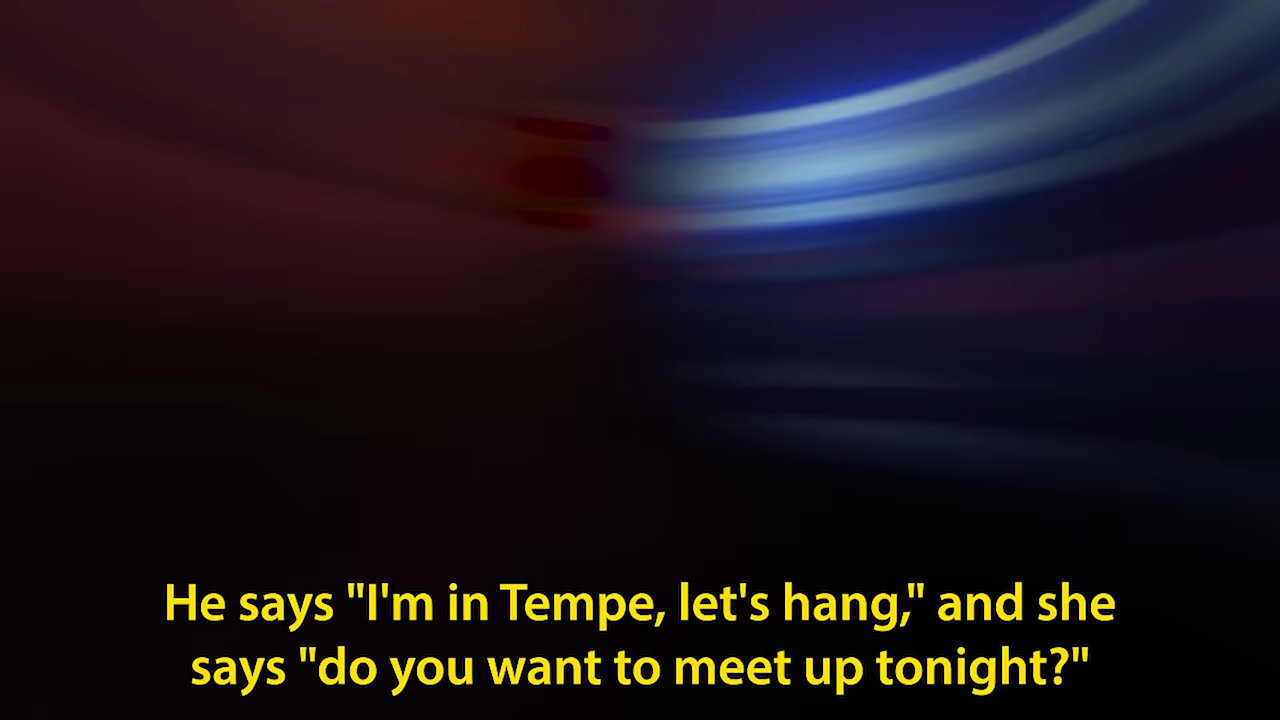 He says "I'm in Tempe, let's hang," and she
says "do you want to meet up tonight?"